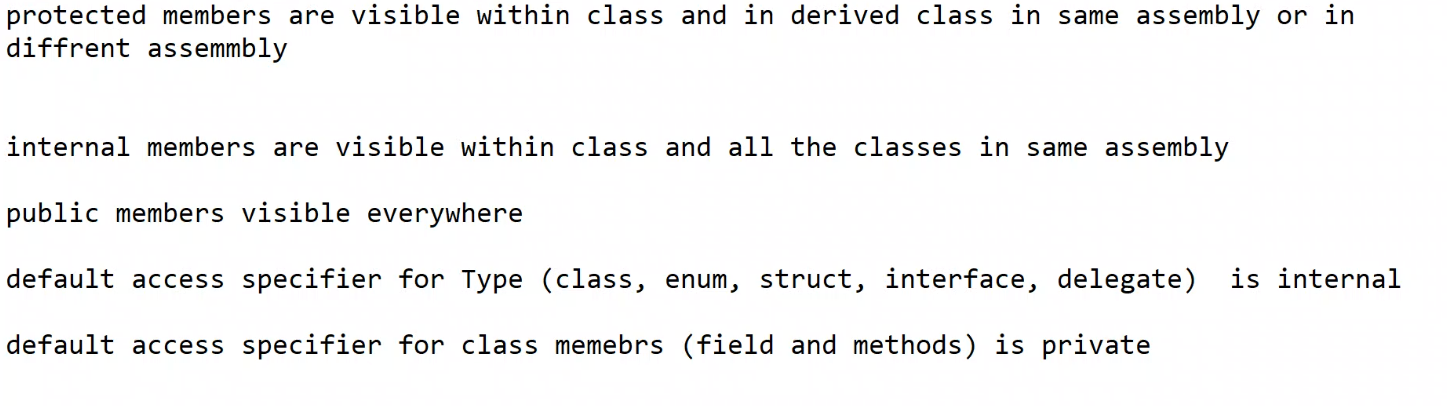 protected members are visible within class and in derived class in same assembly or in
diffrent assemmbly
internal members are visible within class and all the classes in same assembly
public members visible everywhere
default access specifier for Type (class, enum, struct, interface, delegate)  is internal
default access specifier for class memebrs (field and methods) is private